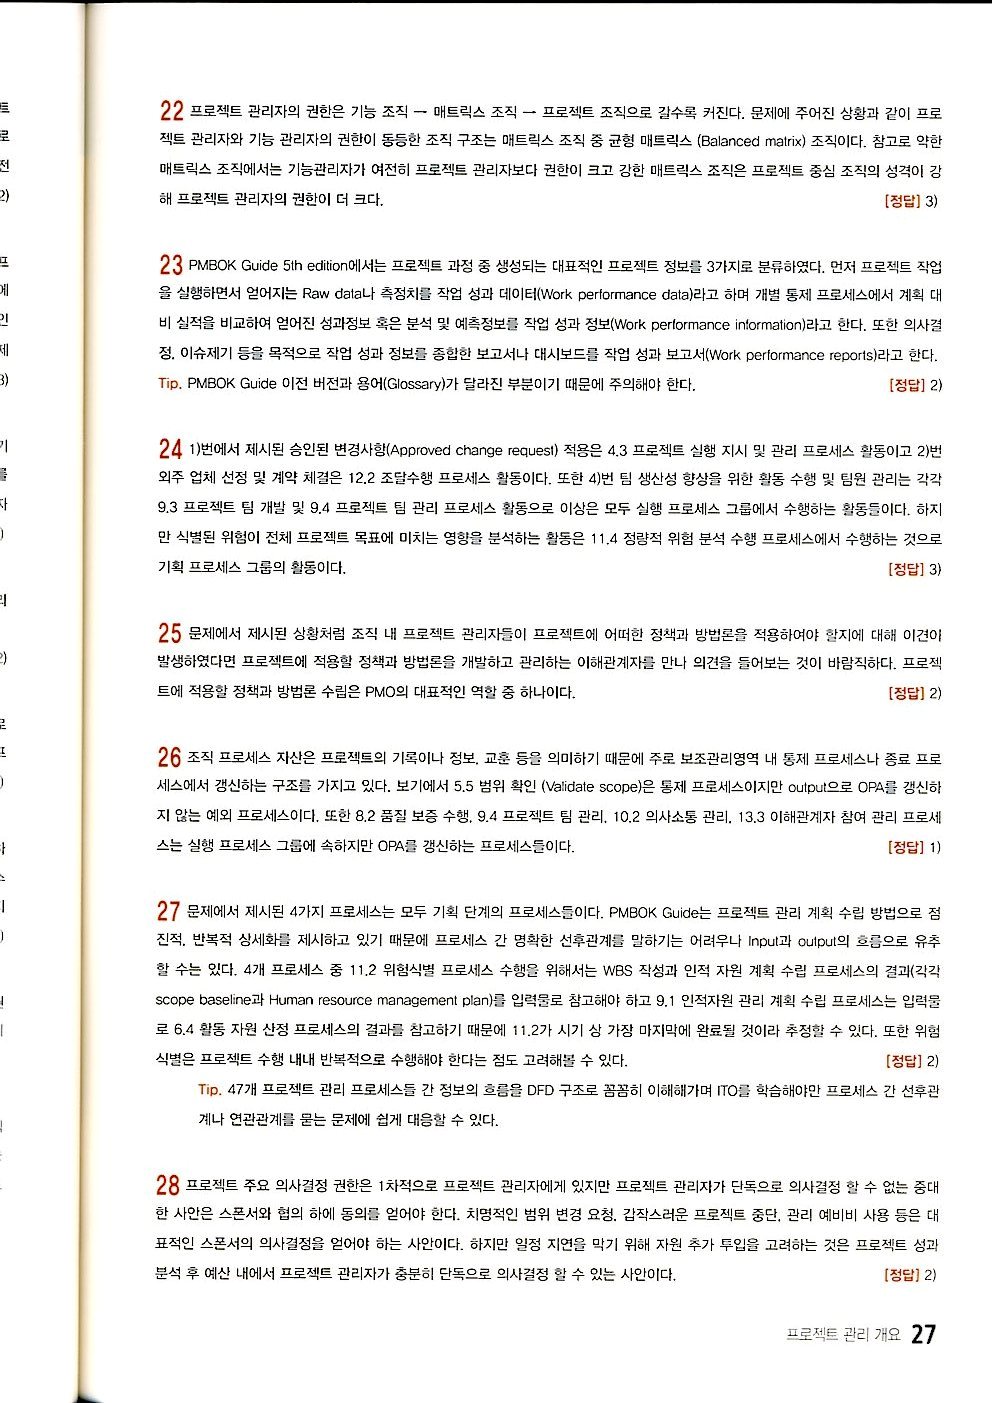 22 프로젝트 관리자의 권한은 기능 조직 → 매트릭스 조직 → 프로젝트 조직으로 갈수록 커진다. 문제에 주어진 상황과 같이 프로
젝트 관리자와 기능 관리자의 권한이 동등한 조직 구조는 매트릭스 조직 중 균형 매트릭스 (Balanced matrix) 조직이다. 참고로 약한
매트릭스 조직에서는 기능관리자가 여전히 프로젝트 관리자보다 권한이 크고 강한 매트릭스 조직은 프로젝트 중심 조직의 성격이 강
해 프로젝트 관리자의 권한이 더 크다. [정답] 3)
23 PMBOK Guide 5th edition에서는 프로젝트 과정 중 생성되는 대표적인 프로젝트 정보를 3가지로 분류하였다. 먼저 프로젝트 작업
을 실행하면서 얻어지는 Raw data나 측정치를 작업 성과 데이터(Work performance data)라고 하며 개별 통제 프로세스에서 계획 대
비 실적을 비교하여 얻어진 성과정보 혹은 분석 및 예측정보를 작업 성과 정보(Work performance information)라고 한다. 또한 의사결
정, 이슈제기 등을 목적으로 작업 성과 정보를 종합한 보고서나 대시보드를 작업 성과 보고서(Work performance reports)라고 한다.
Tip. PMBOK Guide 이전 버전과 용어(Glossary)가 달라진 부분이기 때문에 주의해야 한다. [정답] 2)
24 1)번에서 제시된 승인된 변경사항(Approved change request) 적용은 4.3 프로젝트 실행 지시 및 관리 프로세스 활동이고 2)번
외주 업체 선정 및 계약 체결은 12.2 조달수행 프로세스 활동이다. 또한 4)번 팀 생산성 향상을 위한 활동 수행 및 팀원 관리는 각각
9.3 프로젝트 팀 개발 및 9.4 프로젝트 팀 관리 프로세스 활동으로 이상은 모두 실행 프로세스 그룹에서 수행하는 활동들이다. 하지
만 식별된 위험이 전체 프로젝트 목표에 미치는 영향을 분석하는 활동은 11.4 정량적 위험 분석 수행 프로세스에서 수행하는 것으로
기획 프로세스 그룹의 활동이다. [정답] 3)
25 문제에서 제시된 상황처럼 조직 내 프로젝트 관리자들이 프로젝트에 어떠한 정책과 방법론을 적용하여야 할지에 대해 이견이
발생하였다면 프로젝트에 적용할 정책과 방법론을 개발하고 관리하는 이해관계자를 만나 의견을 들어보는 것이 바람직하다. 프로젝
트에 적용할 정책과 방법론 수립은 PMO의 대표적인 역할 중 하나이다. [정답] 2)
26 조직 프로세스 자산은 프로젝트의 기록이나 정보, 교훈 등을 의미하기 때문에 주로 보조관리영역 내 통제 프로세스나 종료 프로
세스에서 갱신하는 구조를 가지고 있다. 보기에서 5.5 범위 확인 (Validate scope)은 통제 프로세스이지만 output으로 OPA를 갱신하
지 않는 예외 프로세스이다. 또한 8.2 품질 보증 수행, 9.4 프로젝트 팀 관리, 10.2 의사소통 관리, 13.3 이해관계자 참여 관리 프로세
스는 실행 프로세스 그룹에 속하지만 OPA를 갱신하는 프로세스들이다. [정답] 1)
27 문제에서 제시된 4가지 프로세스는 모두 기획 단계의 프로세스들이다. PMBOK Guide는 프로젝트 관리 계획 수립 방법으로 점
진적, 반복적 상세화를 제시하고 있기 때문에 프로세스 간 명확한 선후관계를 말하기는 어려우나 Input과 output의 흐름으로 유추
할 수는 있다. 4개 프로세스 중 11.2 위험식별 프로세스 수행을 위해서는 WBS 작성과 인적 자원 계획 수립 프로세스의 결과(각각
scope baseline과 Human resource management plan)를 입력물로 참고해야 하고 9.1 인적자원 관리 계획 수립 프로세스는 입력물
로 6.4 활동 자원 산정 프로세스의 결과를 참고하기 때문에 11.2가 시기 상 가장 마지막에 완료될 것이라 추정할 수 있다. 또한 위험
식별은 프로젝트 수행 내내 반복적으로 수행해야 한다는 점도 고려해볼 수 있다. [정답] 2)
Tip. 47개 프로젝트 관리 프로세스들 간 정보의 흐름을 DFD 구조로 꼼꼼히 이해해가며 ITO를 학습해야만 프로세스 간 선후관
계나 연관관계를 묻는 문제에 쉽게 대응할 수 있다.
28 프로젝트 주요 의사결정 권한은 1차적으로 프로젝트 관리자에게 있지만 프로젝트 관리자가 단독으로 의사결정 할 수 없는 중대
한 사안은 스폰서와 협의 하에 동의를 얻어야 한다. 치명적인 범위 변경 요청, 갑작스러운 프로젝트 중단, 관리 예비비 사용 등은 대
표적인 스폰서의 의사결정을 얻어야 하는 사안이다. 하지만 일정 지연을 막기 위해 자원 추가 투입을 고려하는 것은 프로젝트 성과
분석 후 예산 내에서 프로젝트 관리자가 충분히 단독으로 의사결정 할 수 있는 사안이다. [정답] 2)
프로젝트 관리 개요 27